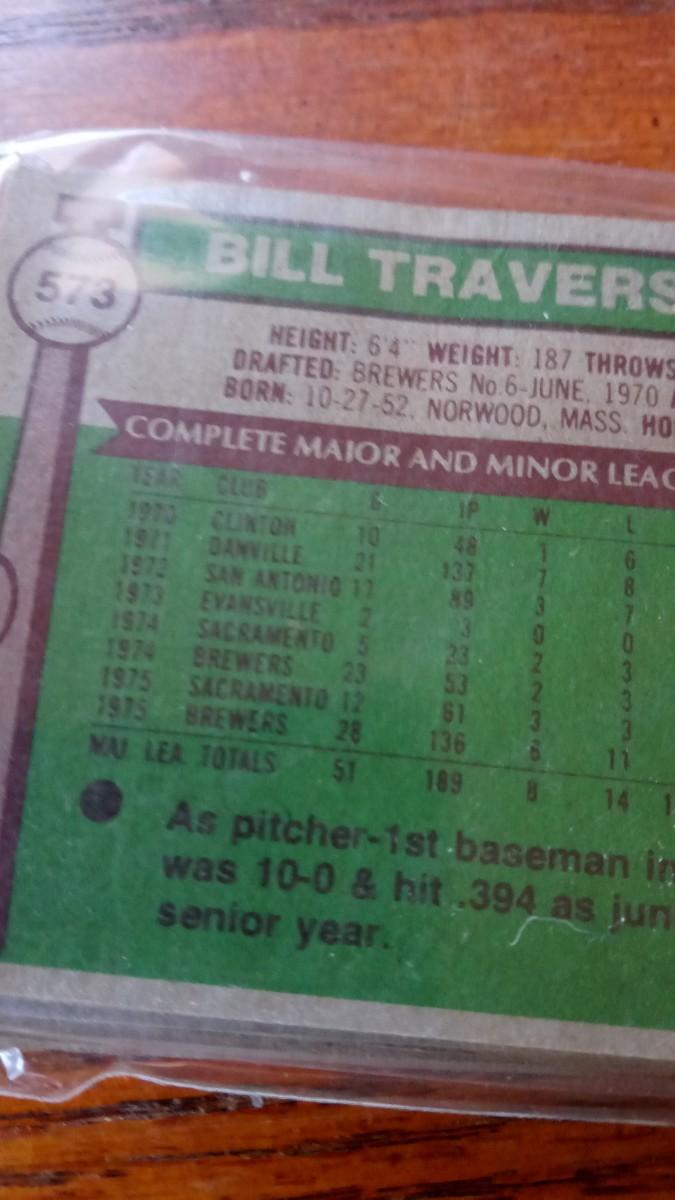 573
BILL TRAVERS
HEIGHT: 6'4" WEIGHT: 187 THROWS
DRAFTED: BREWERS No.6-JUNE, 1970
BORN: 10-27-52, NORWOOD, MASS. HO
COMPLETE MAJOR AND MINOR LEAG
YEAR CLUB G IP W L
1970 CLINTON 10 48 1 6
1971 DANVILLE 21 137 7 8
1972 SAN ANTONIO 17 89 3 7
1973 EVANSVILLE 2 3 0 0
1974 SACRAMENTO 5 23 2 3
1974 BREWERS 23 53 2 3
1975 SACRAMENTO 12 61 3 3
1975 BREWERS 28 136 6 11
MAJ. LEA. TOTALS 51 189 8 14 1
As pitcher-1st baseman in
was 10-0 & hit .394 as jun
senior year.